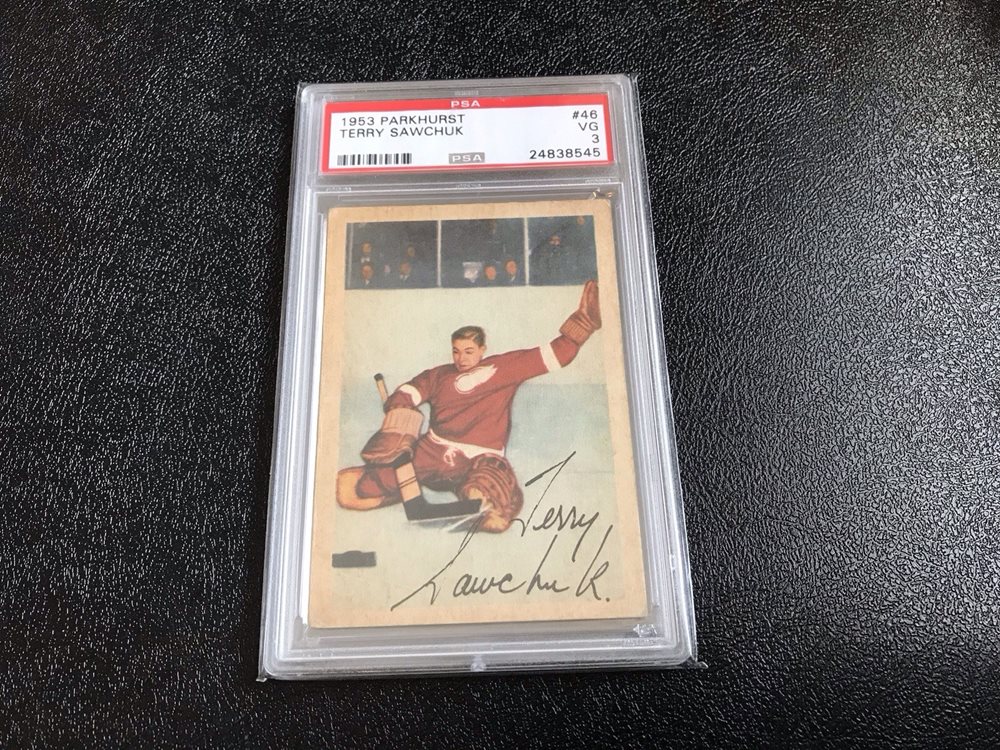 PSA
1953 PARKHURST #46
TERRY SAWCHUK VG
3
PSA 24838545
Terry
Sawchuk.